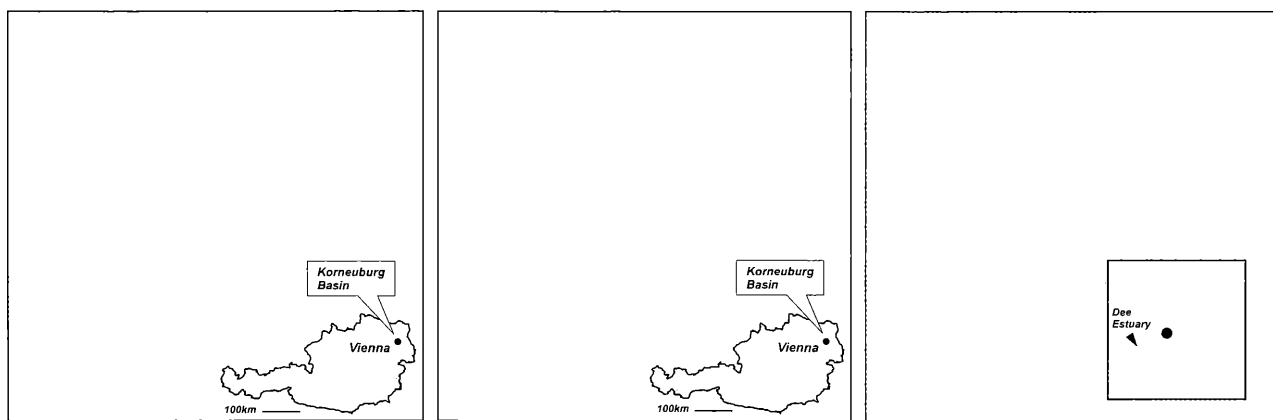 Korneuburg
Basin
Vienna
100km
Korneuburg
Basin
Vienna
100km
Dee
Estuary